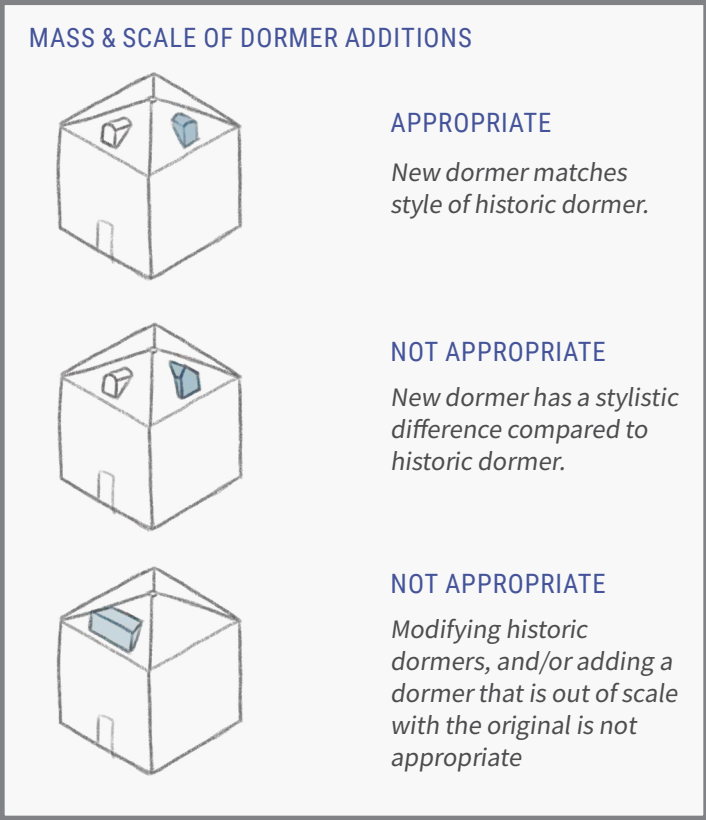 MASS & SCALE OF DORMER ADDITIONS
APPROPRIATE
New dormer matches
style of historic dormer.
NOT APPROPRIATE
New dormer has a stylistic
difference compared to
historic dormer.
NOT APPROPRIATE
Modifying historic
dormers, and/or adding a
dormer that is out of scale
with the original is not
appropriate